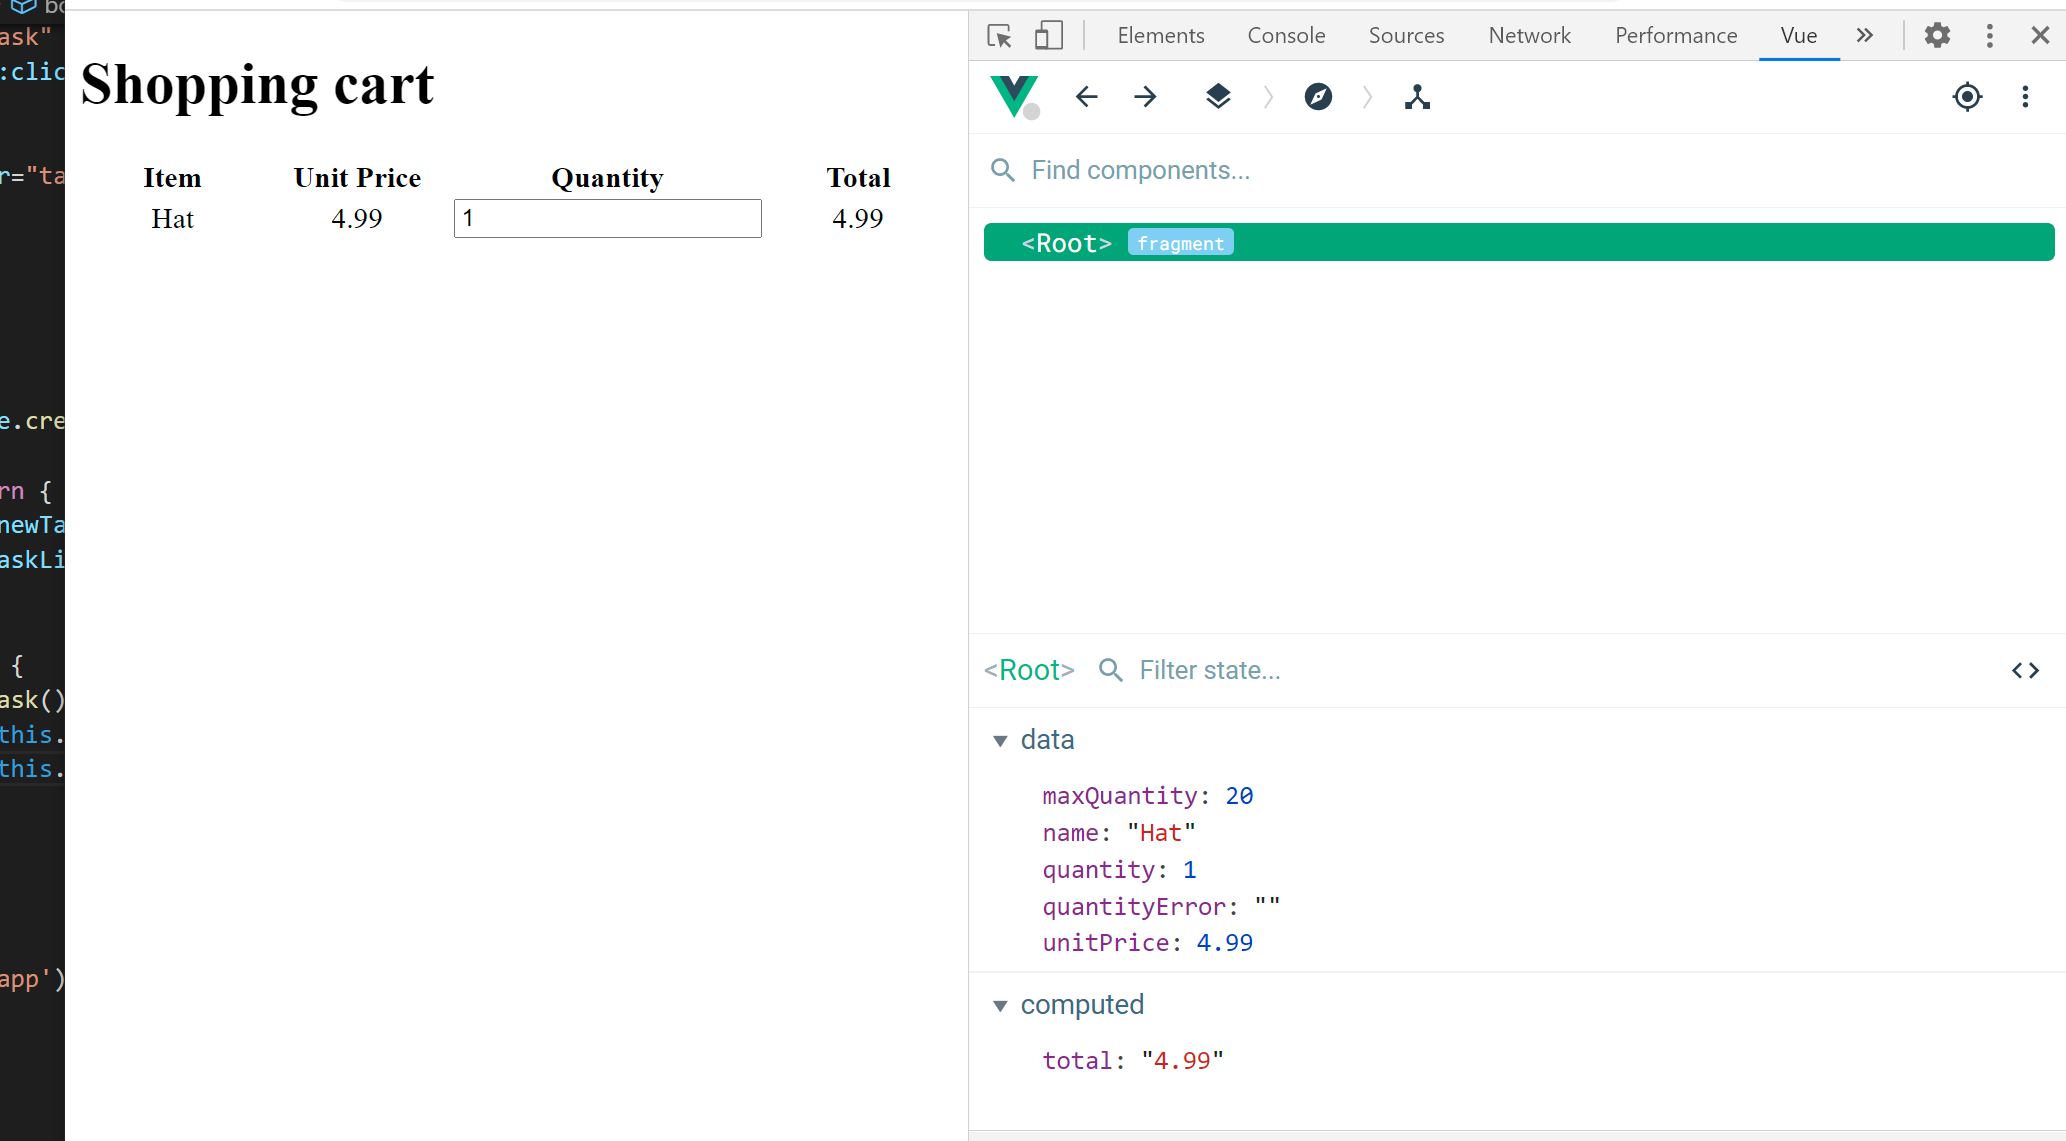 bo
ask"
:clic
r="ta
e.cre
rn {
newTa
askLi
{
ask()
this.
this.
app')
Shopping cart
Item Unit Price Quantity Total
Hat 4.99 1 4.99
Elements Console Sources Network Performance Vue »
Find components...
<Root> fragment
<Root> Filter state...
data
maxQuantity: 20
name: "Hat"
quantity: 1
quantityError: ""
unitPrice: 4.99
computed
total: "4.99"